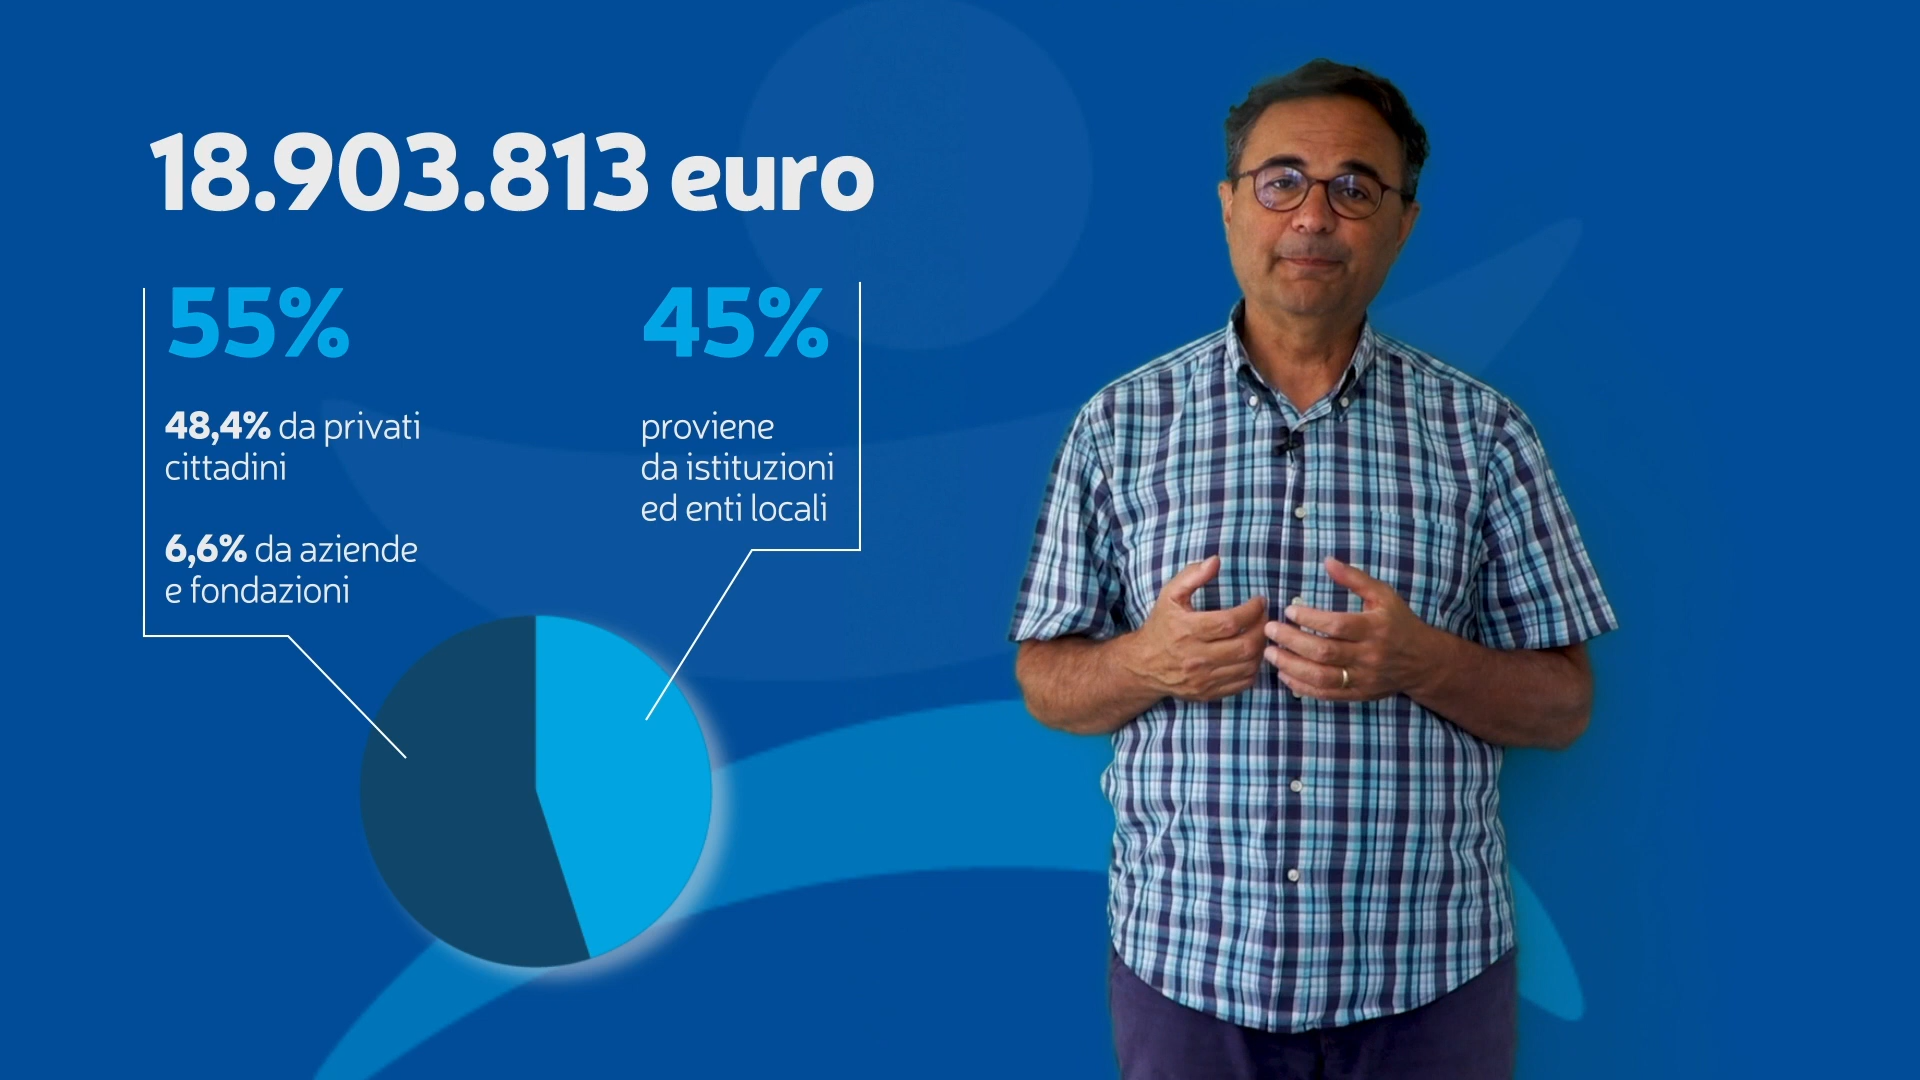 18.903.813 euro
55%
48,4% da privati
cittadini
6,6% da aziende
e fondazioni
45%
proviene
da istituzioni
ed enti locali